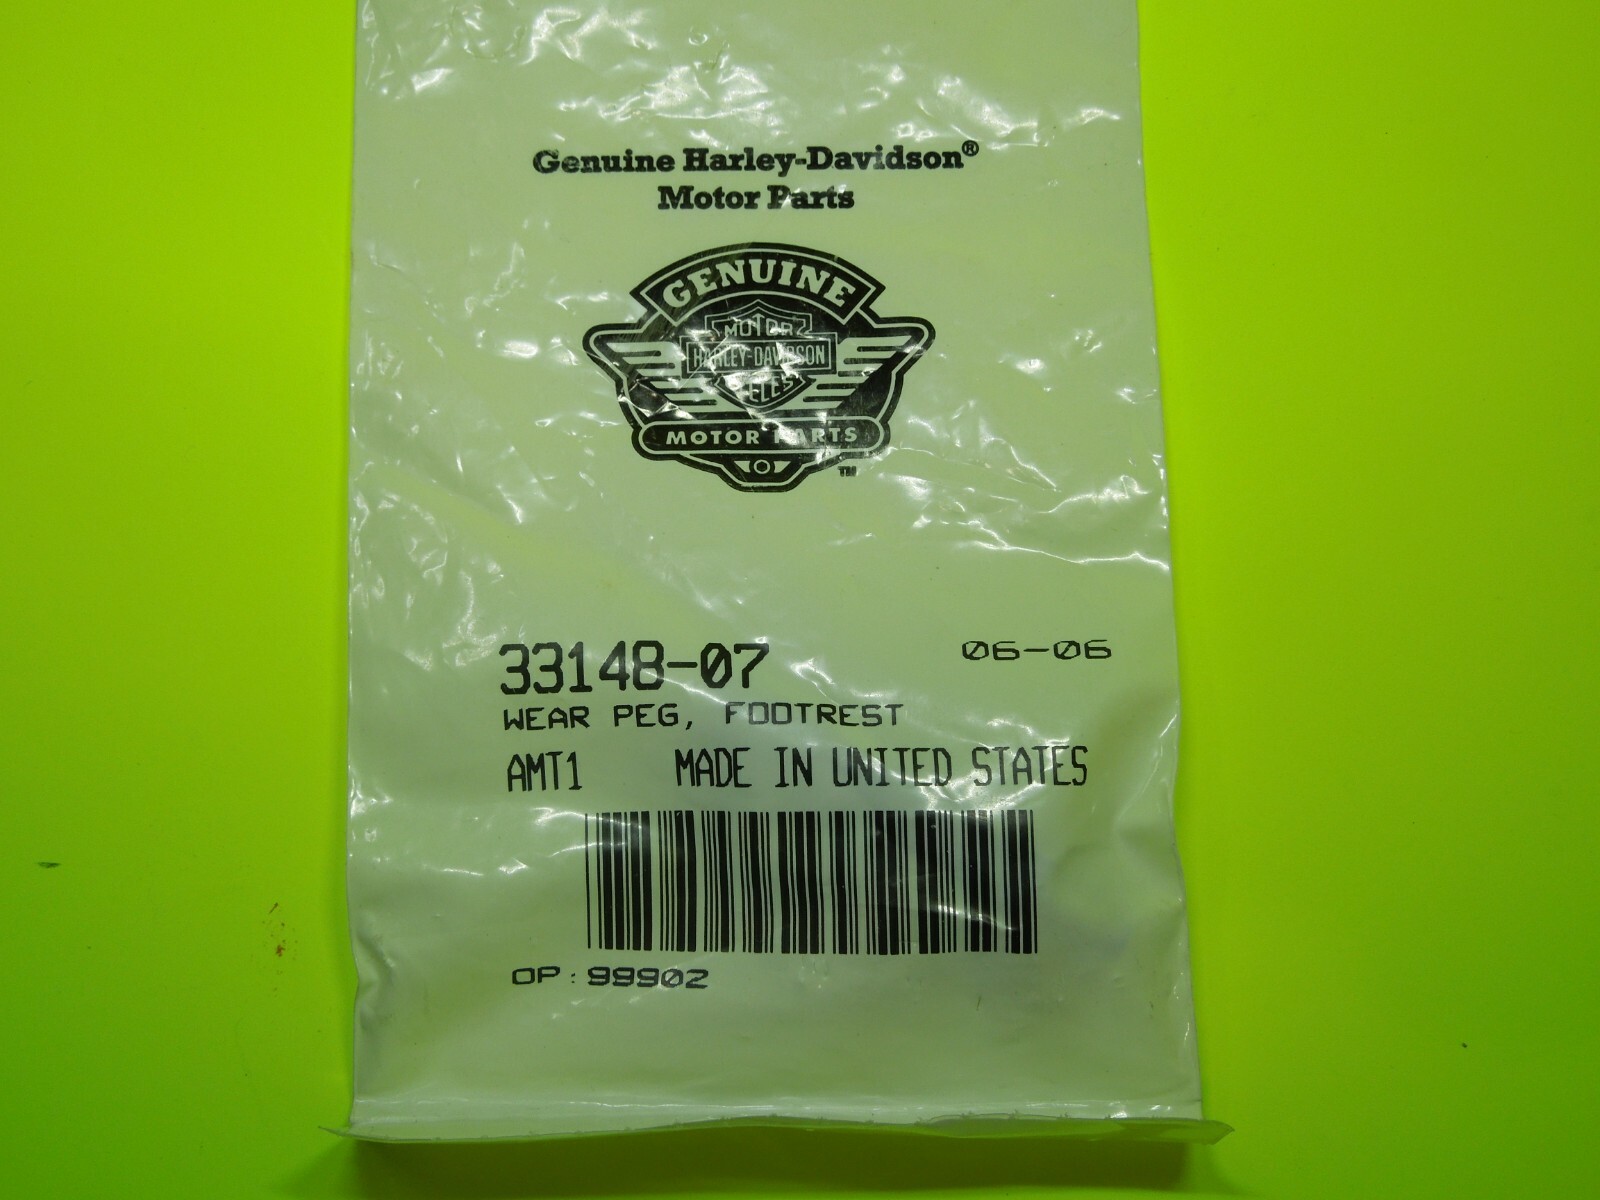 Genuine Harley-Davidson®
Motor Parts
GENUINE
MOTOR
HARLEY-DAVIDSON
CYCLES
MOTOR PARTS
TM
33148-07 06-06
WEAR PEG, FOOTREST
AMT1 MADE IN UNITED STATES
OP: 99902